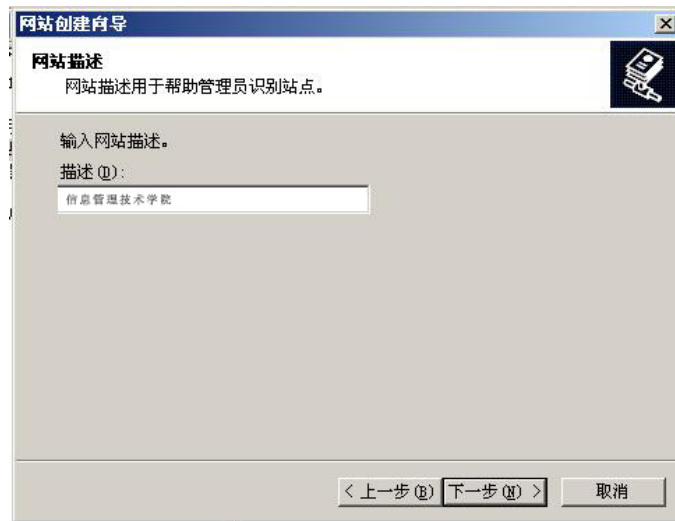 网站创建向导
网站描述
网站描述用于帮助管理员识别站点。
输入网站描述。
描述(D):
信息管理技术学院
< 上一步(B) 下一步(N) > 取消